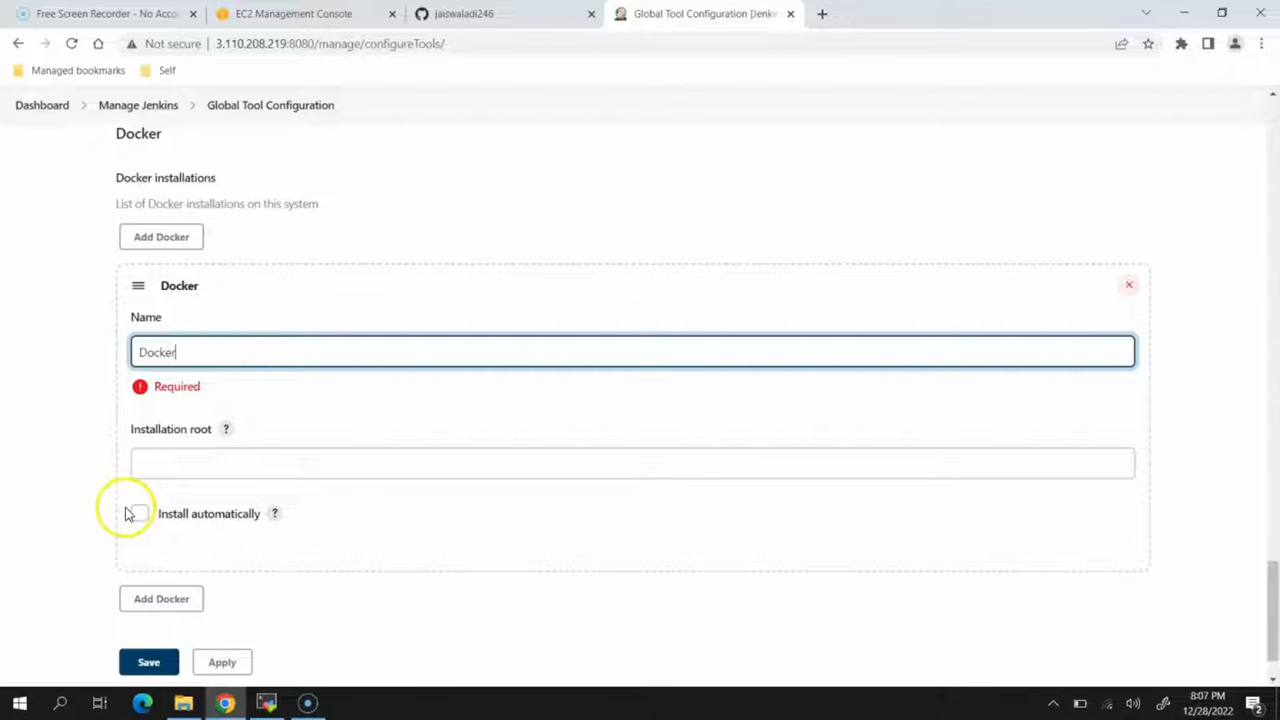 Free Screen Recorder - No Acco
EC2 Management Console
jaiswaladi246
Global Tool Configuration [Jenk
Not secure
3.110.208.219:8080/manage/configureTools/
Managed bookmarks
Self
Dashboard
Manage Jenkins
Global Tool Configuration
Docker
Docker installations
List of Docker installations on this system
Add Docker
Docker
Name
Docker
Required
Installation root ?
Install automatically ?
Add Docker
Save
Apply
8:07 PM
12/28/2022
2